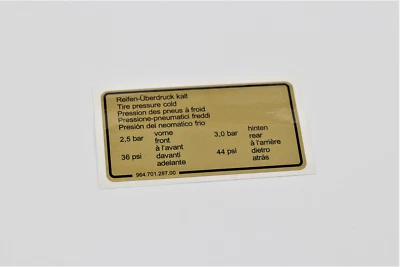 Reifen-Überdruck kalt
Tire pressure cold
Pression des pneus à froid
Pressione-pneumatici freddi
Presión del neomatico frio
2,5 bar vorne 3,0 bar hinten
front rear
à l'avant à l'arrière
36 psi davanti 44 psi dietro
adelante atrás
964.701.287.00